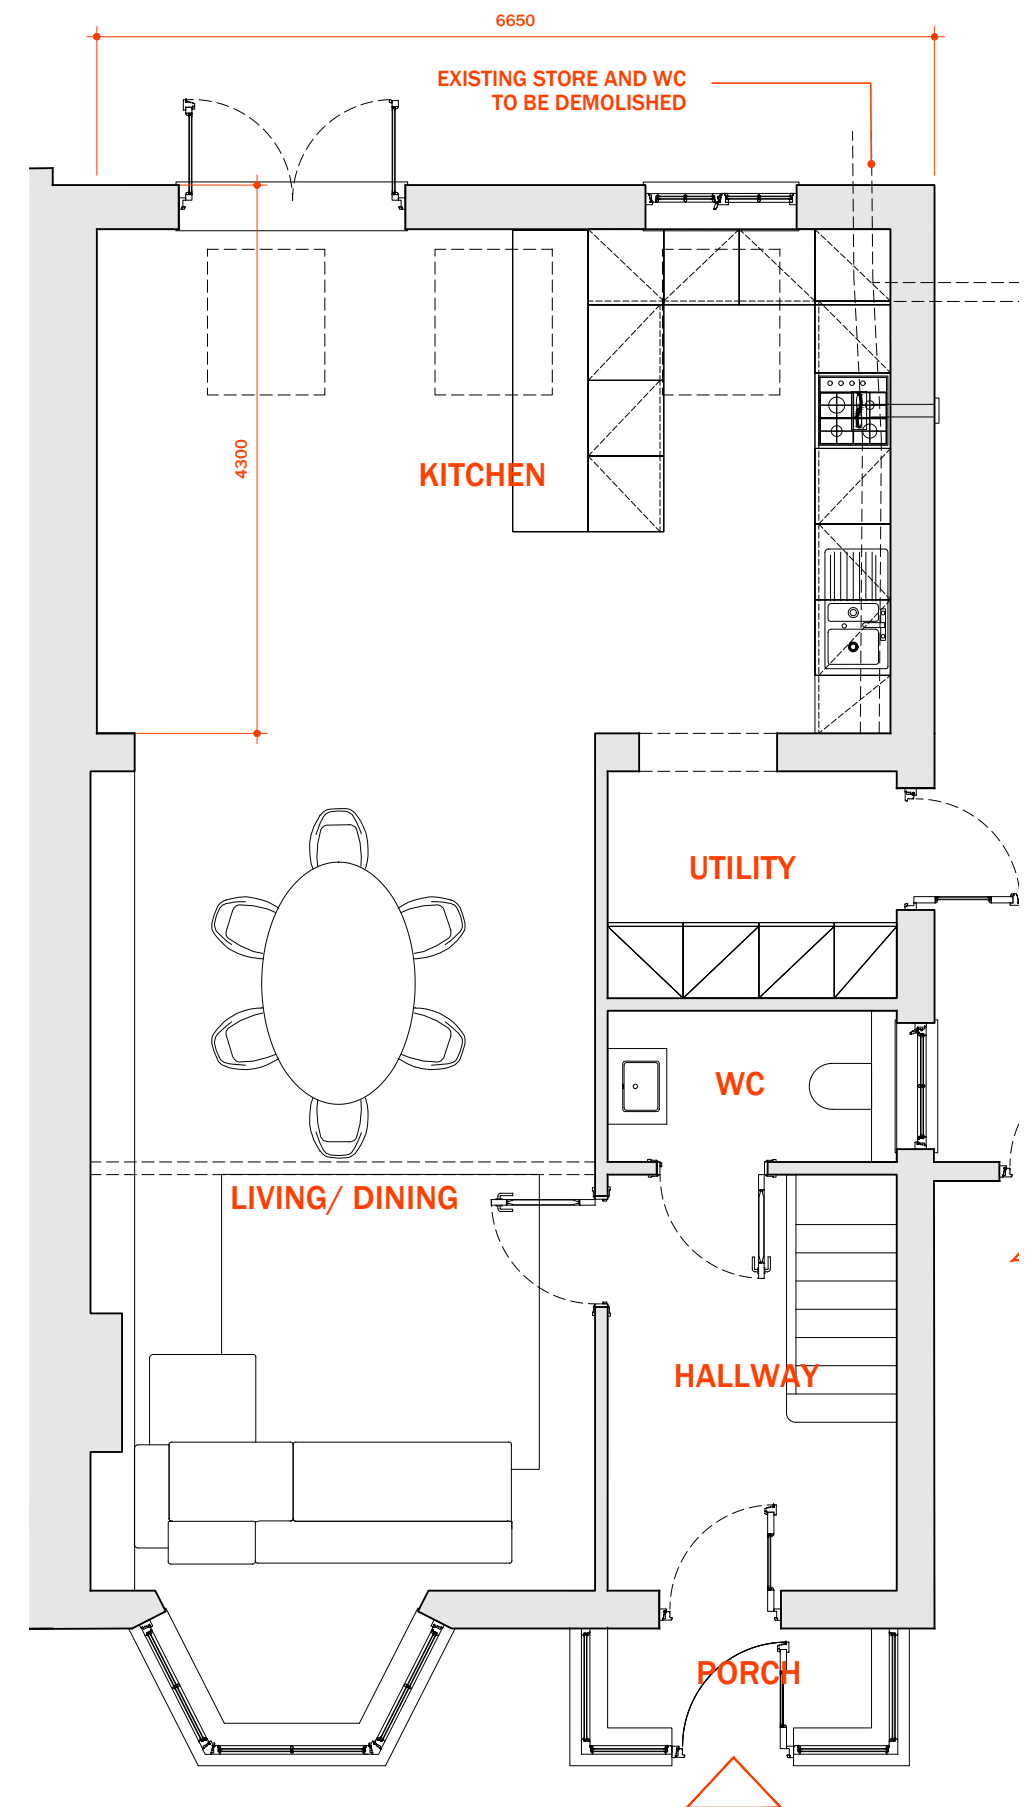 6650
EXISTING STORE AND WC
TO BE DEMOLISHED
4300
KITCHEN
UTILITY
WC
LIVING/ DINING
HALLWAY
PORCH